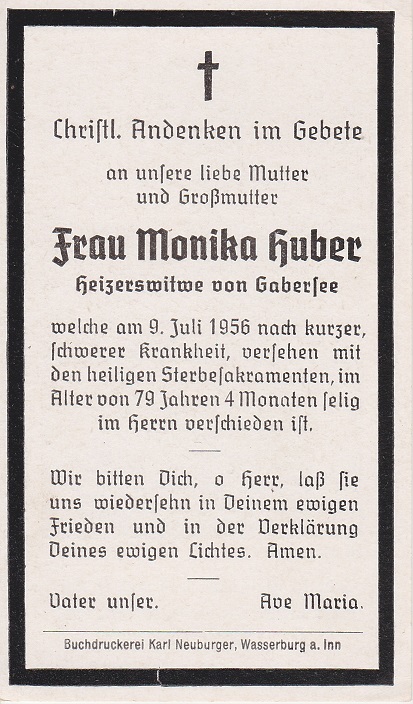 Christl. Andenken im Gebete
an unsere liebe Mutter
und Großmutter
Frau Monika Huber
Heizerswitwe von Gabersee
welche am 9. Juli 1956 nach kurzer,
schwerer Krankheit, versehen mit
den heiligen Sterbesakramenten, im
Alter von 79 Jahren 4 Monaten selig
im Herrn verschieden ist.
Wir bitten Dich, o Herr, laß sie
uns wiedersehn in Deinem ewigen
Frieden und in der Verklärung
Deines ewigen Lichtes. Amen.
Vater unser. Ave Maria.
Buchdruckerei Karl Neuburger, Wasserburg a. Inn